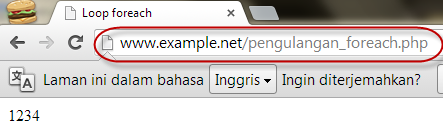 Loop foreach
www.example.net/pengulangan_foreach.php
Laman ini dalam bahasa Inggris Ingin diterjemahkan?
1234